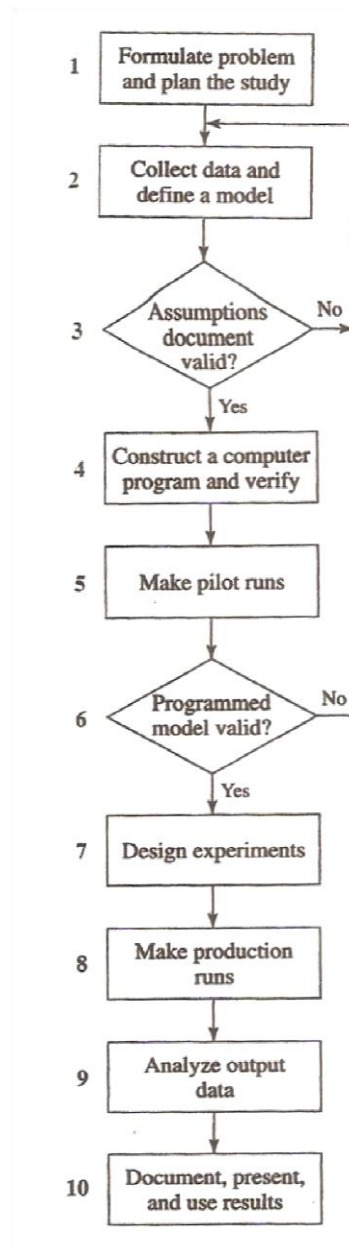 1
Formulate problem
and plan the study
2
Collect data and
define a model
3
Assumptions
document
valid?
No
Yes
4
Construct a computer
program and verify
5
Make pilot runs
6
Programmed
model valid?
No
Yes
7
Design experiments
8
Make production
runs
9
Analyze output
data
10
Document, present,
and use results